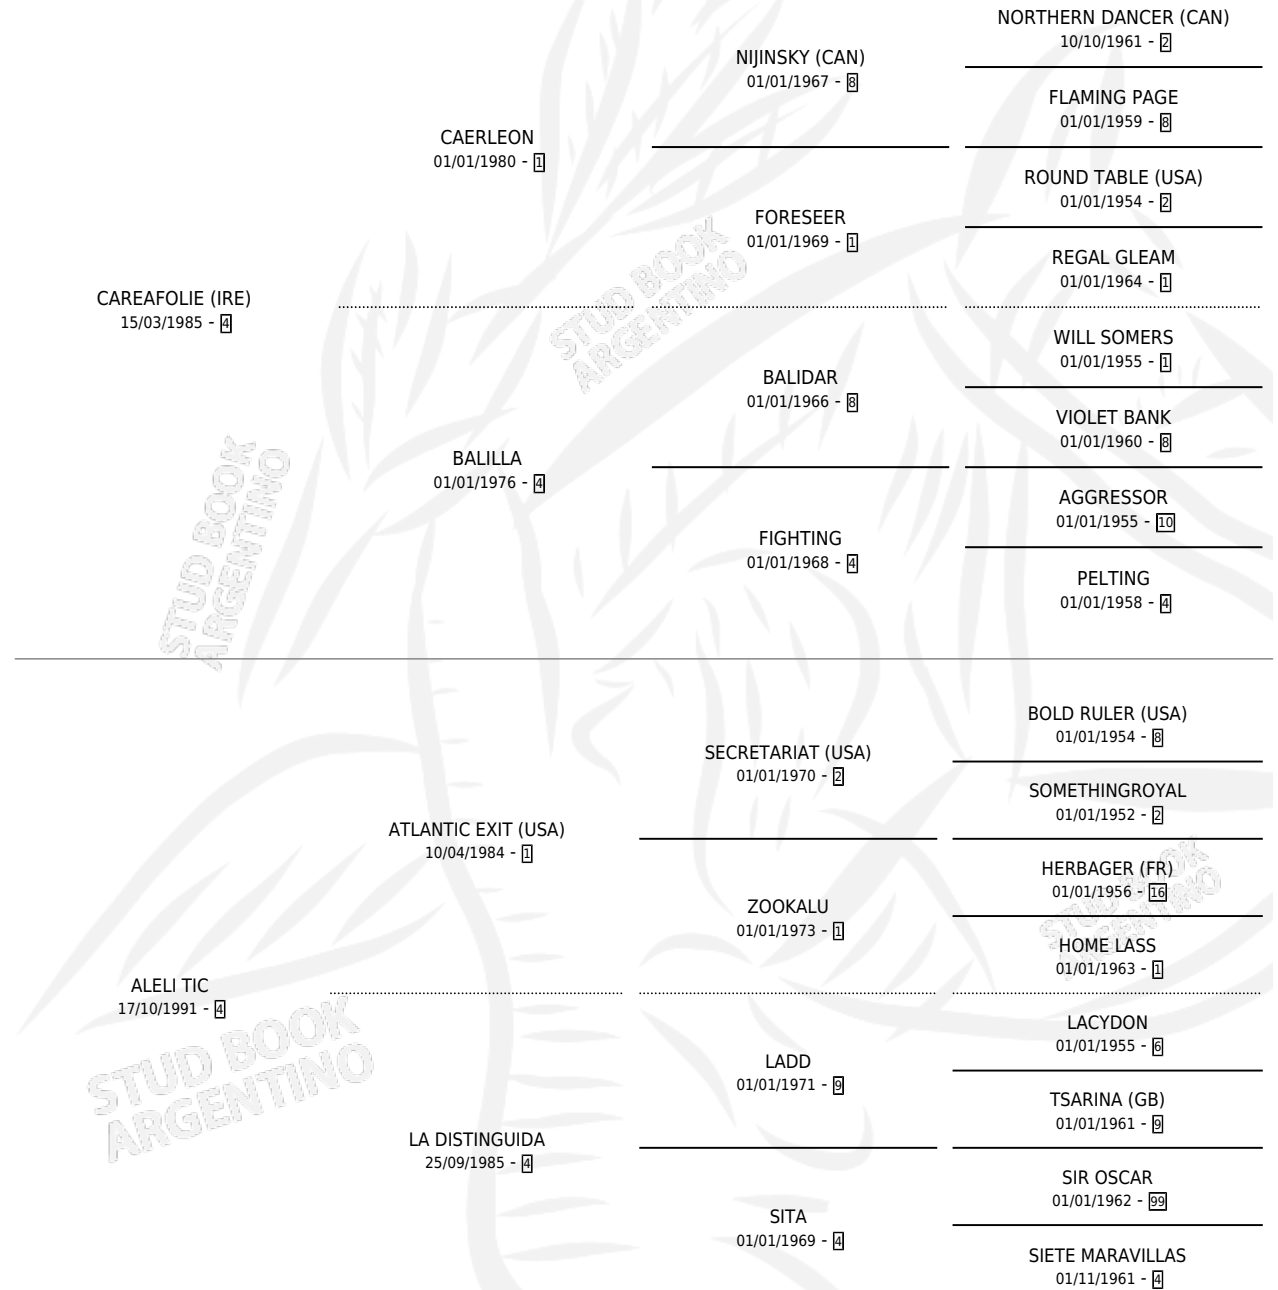 NORTHERN DANCER (CAN)
10/10/1961 - 2
NIJINSKY (CAN)
01/01/1967 - 8
FLAMING PAGE
01/01/1959 - 8
CAERLEON
01/01/1980 - 1
ROUND TABLE (USA)
01/01/1954 - 2
FORESEER
01/01/1969 - 1
REGAL GLEAM
01/01/1964 - 1
CAREAFOLIE (IRE)
15/03/1985 - 4
WILL SOMERS
01/01/1955 - 1
BALIDAR
01/01/1966 - 8
VIOLET BANK
01/01/1960 - 8
BALILLA
01/01/1976 - 4
AGGRESSOR
01/01/1955 - 10
FIGHTING
01/01/1968 - 4
PELTING
01/01/1958 - 4
BOLD RULER (USA)
01/01/1954 - 8
SECRETARIAT (USA)
01/01/1970 - 2
SOMETHINGROYAL
01/01/1952 - 2
ATLANTIC EXIT (USA)
10/04/1984 - 1
HERBAGER (FR)
01/01/1956 - 16
ZOOKALU
01/01/1973 - 1
HOME LASS
01/01/1963 - 1
ALELI TIC
17/10/1991 - 4
LACYDON
01/01/1955 - 6
LADD
01/01/1971 - 9
TSARINA (GB)
01/01/1961 - 9
LA DISTINGUIDA
25/09/1985 - 4
SIR OSCAR
01/01/1962 - 99
SITA
01/01/1969 - 4
SIETE MARAVILLAS
01/11/1961 - 4
STUD BOOK
ARGENTINO
STUD BOOK
ARGENTINO
STUD BOOK
ARGENTINO
STUD BOOK
ARGENTINO